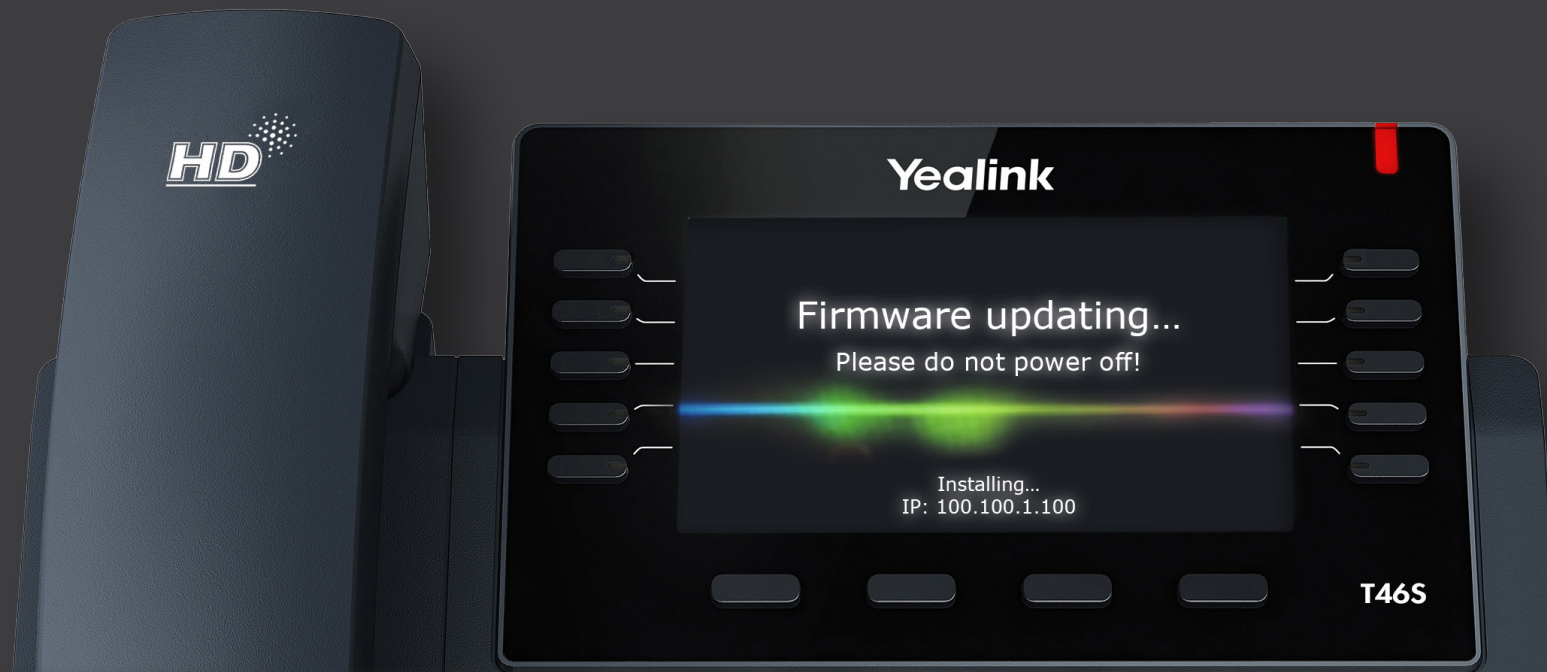 HD
Yealink
Firmware updating...
Please do not power off!
Installing...
IP: 100.100.1.100
T46S